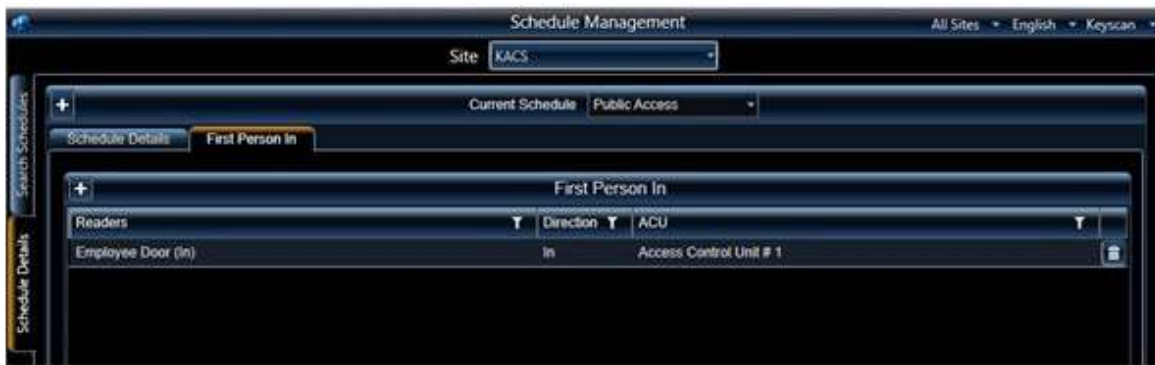 Schedule Management All Sites English Keyscan
Site KACS
Current Schedule Public Access
Schedule Details First Person In
First Person In
Readers Direction ACU
Employee Door (In) In Access Control Unit # 1
Search Schedules
Schedule Details